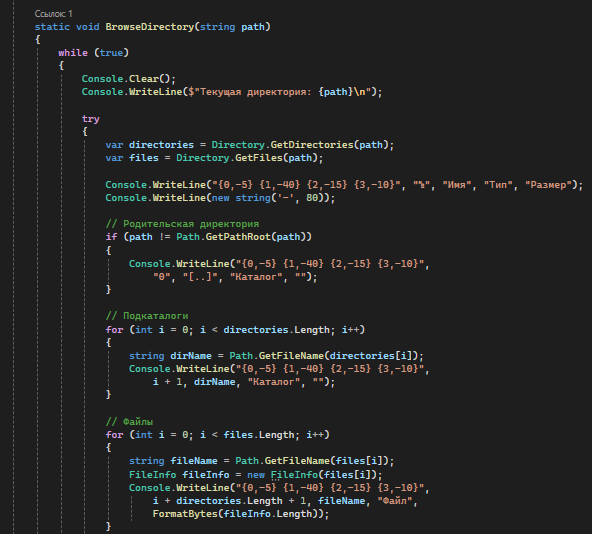 Ссылок: 1
static void BrowseDirectory(string path)
{
    while (true)
    {
        Console.Clear();
        Console.WriteLine($"Текущая директория: {path}\n");

        try
        {
            var directories = Directory.GetDirectories(path);
            var files = Directory.GetFiles(path);

            Console.WriteLine("{0,-5} {1,-40} {2,-15} {3,-10}", "%", "Имя", "Тип", "Размер");
            Console.WriteLine(new string('-', 80));

            // Родительская директория
            if (path != Path.GetPathRoot(path))
            {
                Console.WriteLine("{0,-5} {1,-40} {2,-15} {3,-10}",
                    "0", "[..]", "Каталог", "");
            }

            // Подкаталоги
            for (int i = 0; i < directories.Length; i++)
            {
                string dirName = Path.GetFileName(directories[i]);
                Console.WriteLine("{0,-5} {1,-40} {2,-15} {3,-10}",
                    i + 1, dirName, "Каталог", "");
            }

            // Файлы
            for (int i = 0; i < files.Length; i++)
            {
                string fileName = Path.GetFileName(files[i]);
                FileInfo fileInfo = new FileInfo(files[i]);
                Console.WriteLine("{0,-5} {1,-40} {2,-15} {3,-10}",
                    i + directories.Length + 1, fileName, "Файл",
                    FormatBytes(fileInfo.Length));
            }